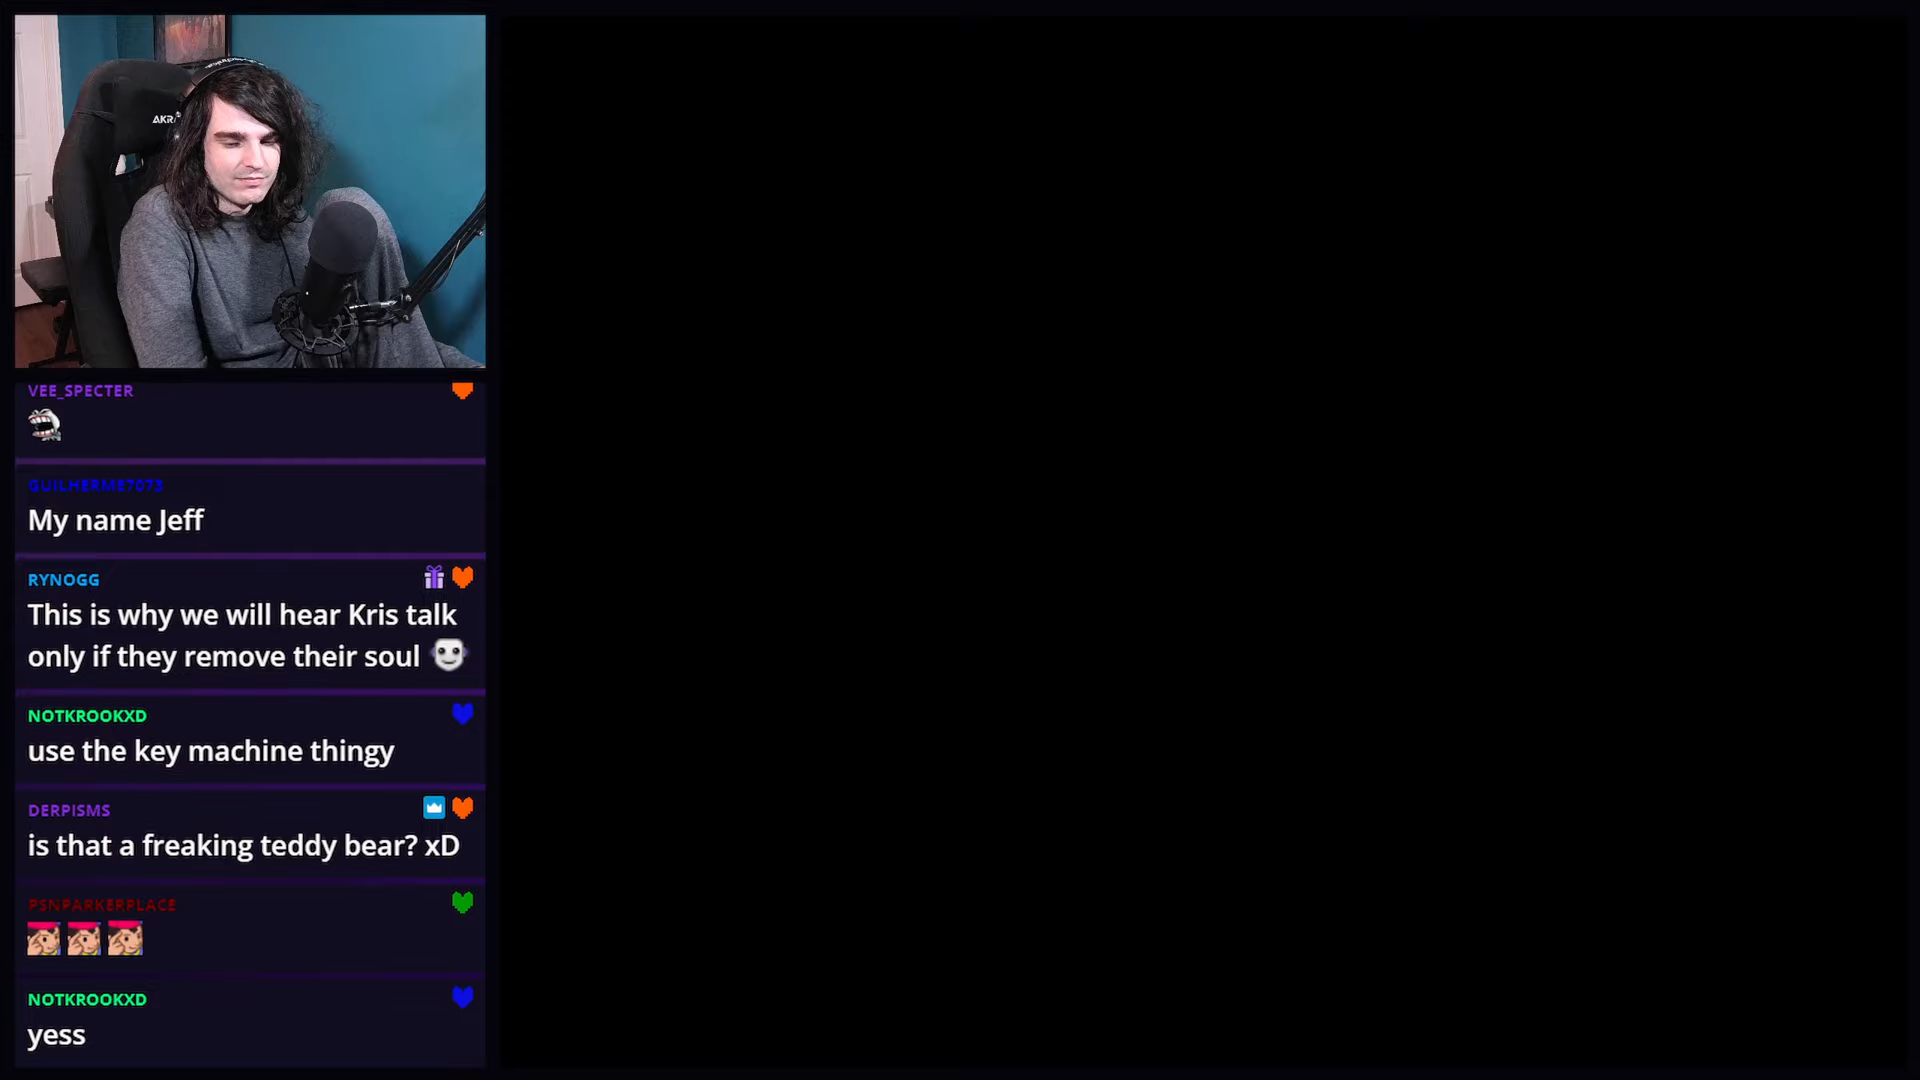 AKR
VEE_SPECTER
GUILHERME7073
My name Jeff
RYNOGG
This is why we will hear Kris talk
only if they remove their soul
NOTKROOKXD
use the key machine thingy
DERPISMS
is that a freaking teddy bear? xD
PSNPARKERPLACE
NOTKROOKXD
yess